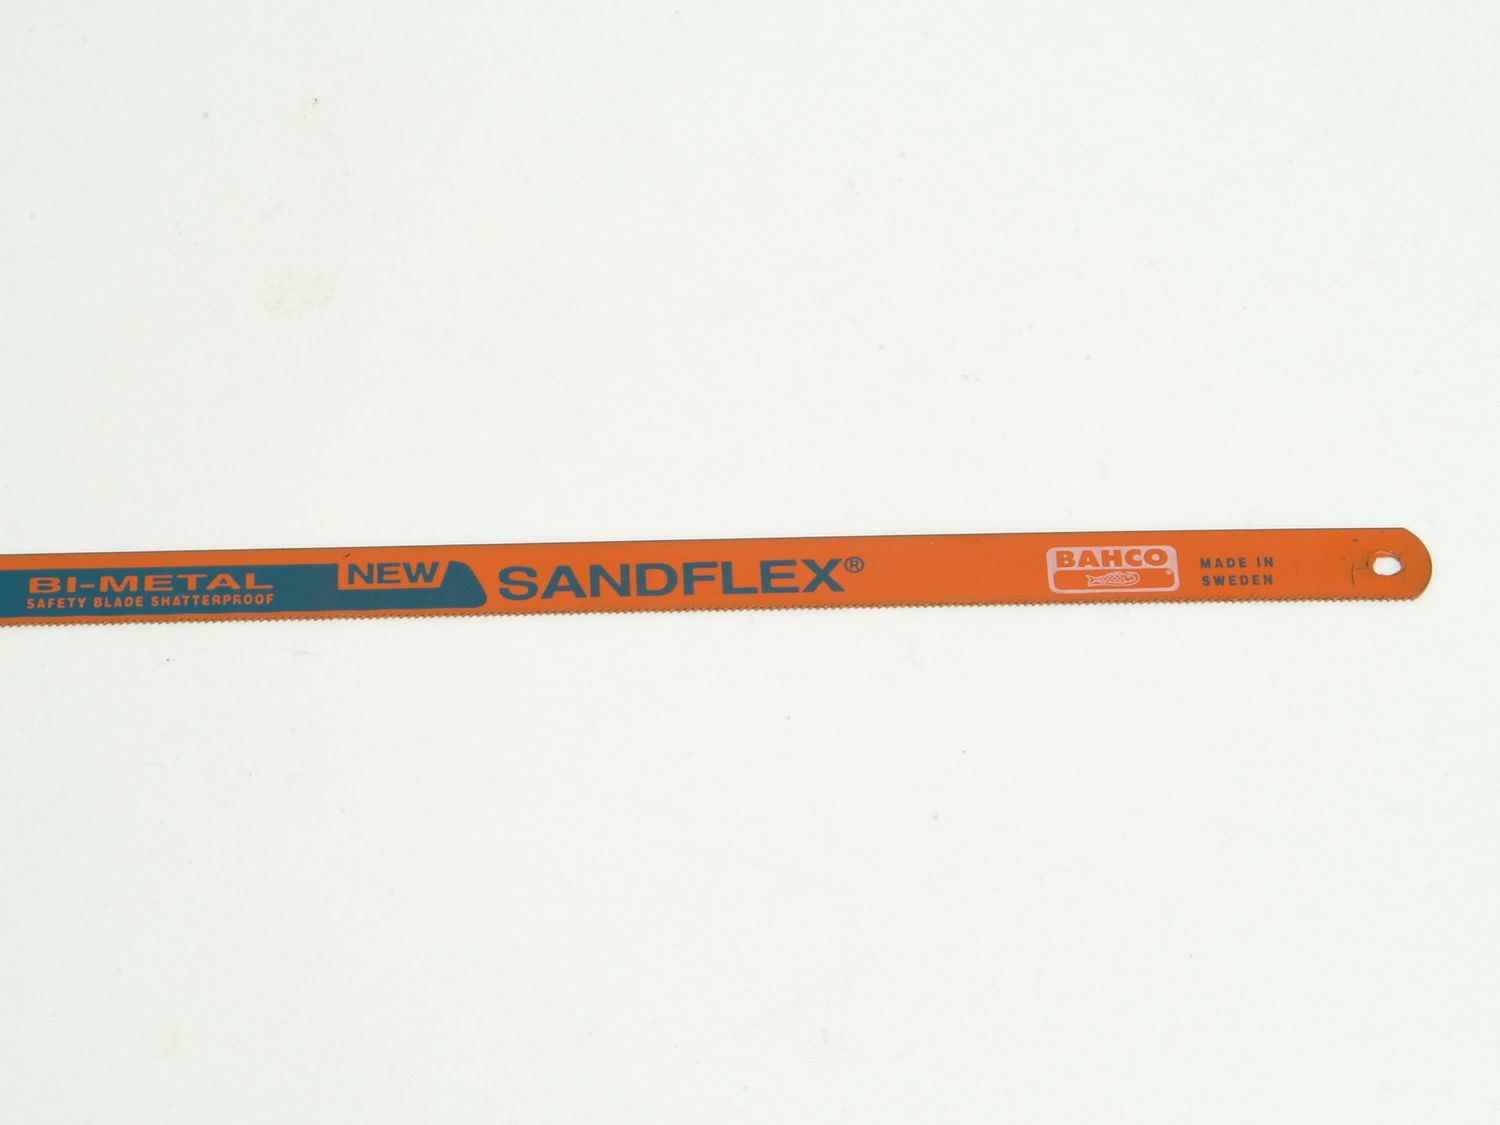 BI-METAL
SAFETY BLADE SHATTERPROOF
NEW
SANDFLEX®
BAHCO
MADE IN
SWEDEN